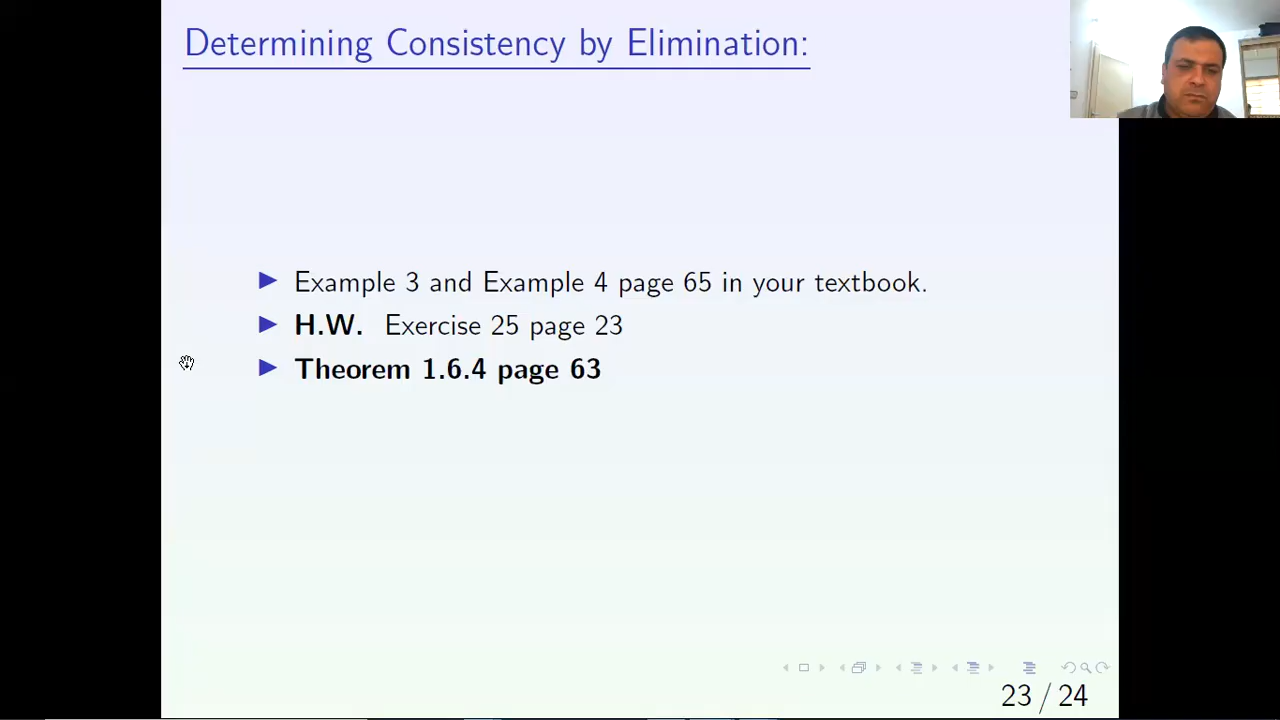 Determining Consistency by Elimination:
Example 3 and Example 4 page 65 in your textbook.
H.W. Exercise 25 page 23
Theorem 1.6.4 page 63
23 / 24